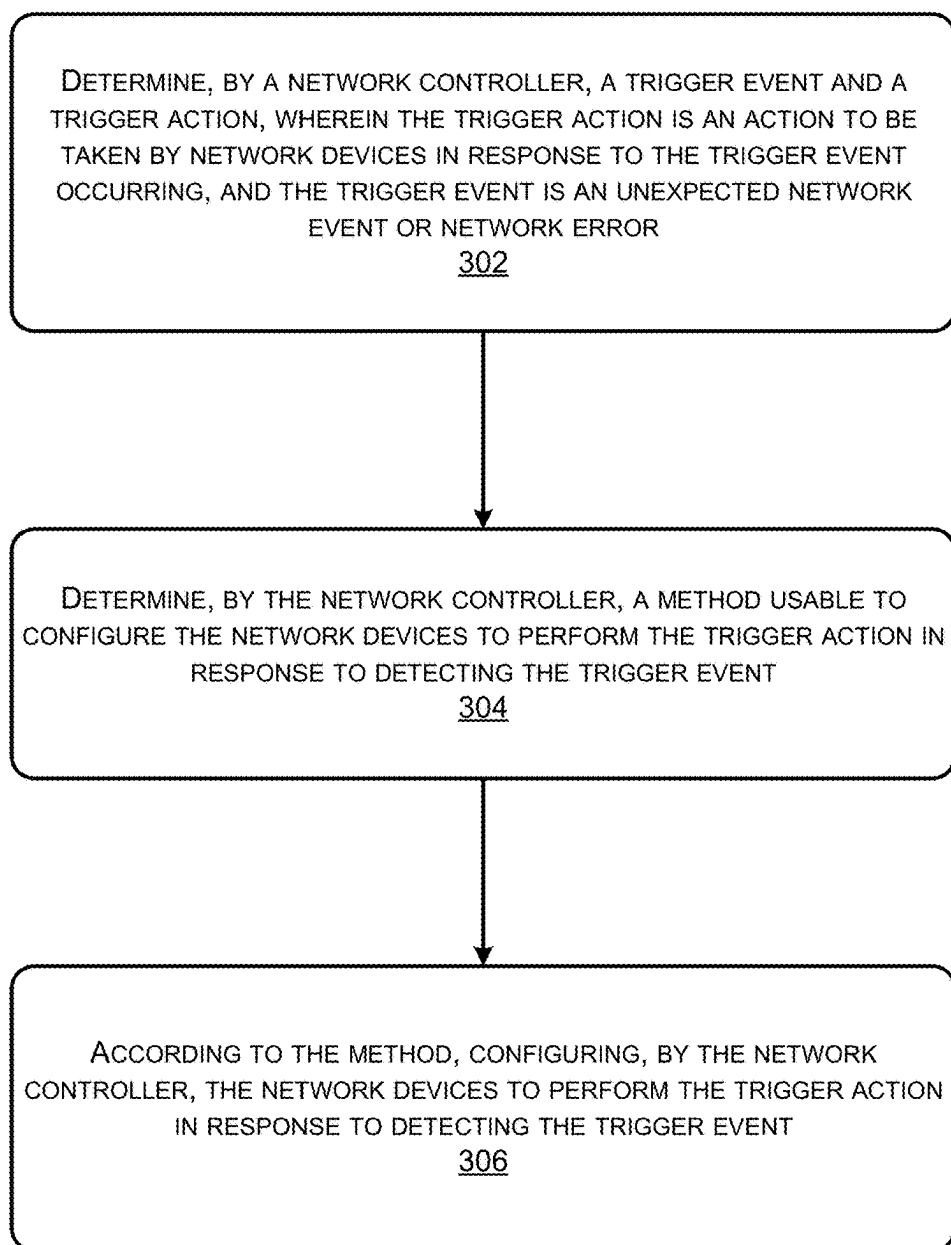 DETERMINE, BY A NETWORK CONTROLLER, A TRIGGER EVENT AND A
TRIGGER ACTION, WHEREIN THE TRIGGER ACTION IS AN ACTION TO BE
TAKEN BY NETWORK DEVICES IN RESPONSE TO THE TRIGGER EVENT
OCCURRING, AND THE TRIGGER EVENT IS AN UNEXPECTED NETWORK
EVENT OR NETWORK ERROR
302
DETERMINE, BY THE NETWORK CONTROLLER, A METHOD USABLE TO
CONFIGURE THE NETWORK DEVICES TO PERFORM THE TRIGGER ACTION IN
RESPONSE TO DETECTING THE TRIGGER EVENT
304
ACCORDING TO THE METHOD, CONFIGURING, BY THE NETWORK
CONTROLLER, THE NETWORK DEVICES TO PERFORM THE TRIGGER ACTION
IN RESPONSE TO DETECTING THE TRIGGER EVENT
306